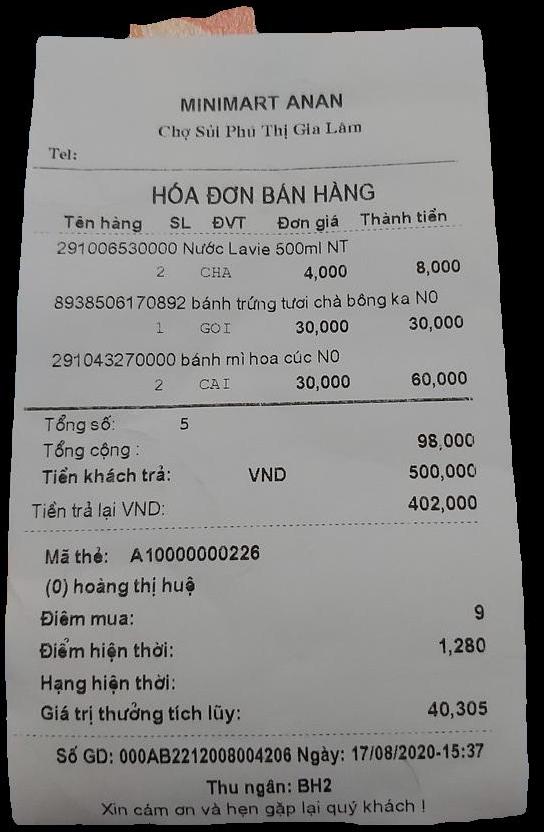 MINIMART ANAN
Chợ Sủi Phú Thị Gia Lâm
Tel:
HÓA ĐƠN BÁN HÀNG
Tên hàng SL ĐVT Đơn giá Thành tiền
291006530000 Nước Lavie 500ml NT
2 CHA 4,000 8,000
8938506170892 bánh trứng tươi chà bông ka N0
1 GOI 30,000 30,000
291043270000 bánh mì hoa cúc N0
2 CAI 30,000 60,000
Tổng số: 5
Tổng cộng : 98,000
Tiền khách trả: VND 500,000
Tiền trả lại VND: 402,000
Mã thẻ: A10000000226
(0) hoàng thị huệ
Điểm mua: 9
Điểm hiện thời: 1,280
Hạng hiện thời:
Giá trị thưởng tích lũy: 40,305
Số GD: 000AB2212008004206 Ngày: 17/08/2020-15:37
Thu ngân: BH2
Xin cảm ơn và hẹn gặp lại quý khách !